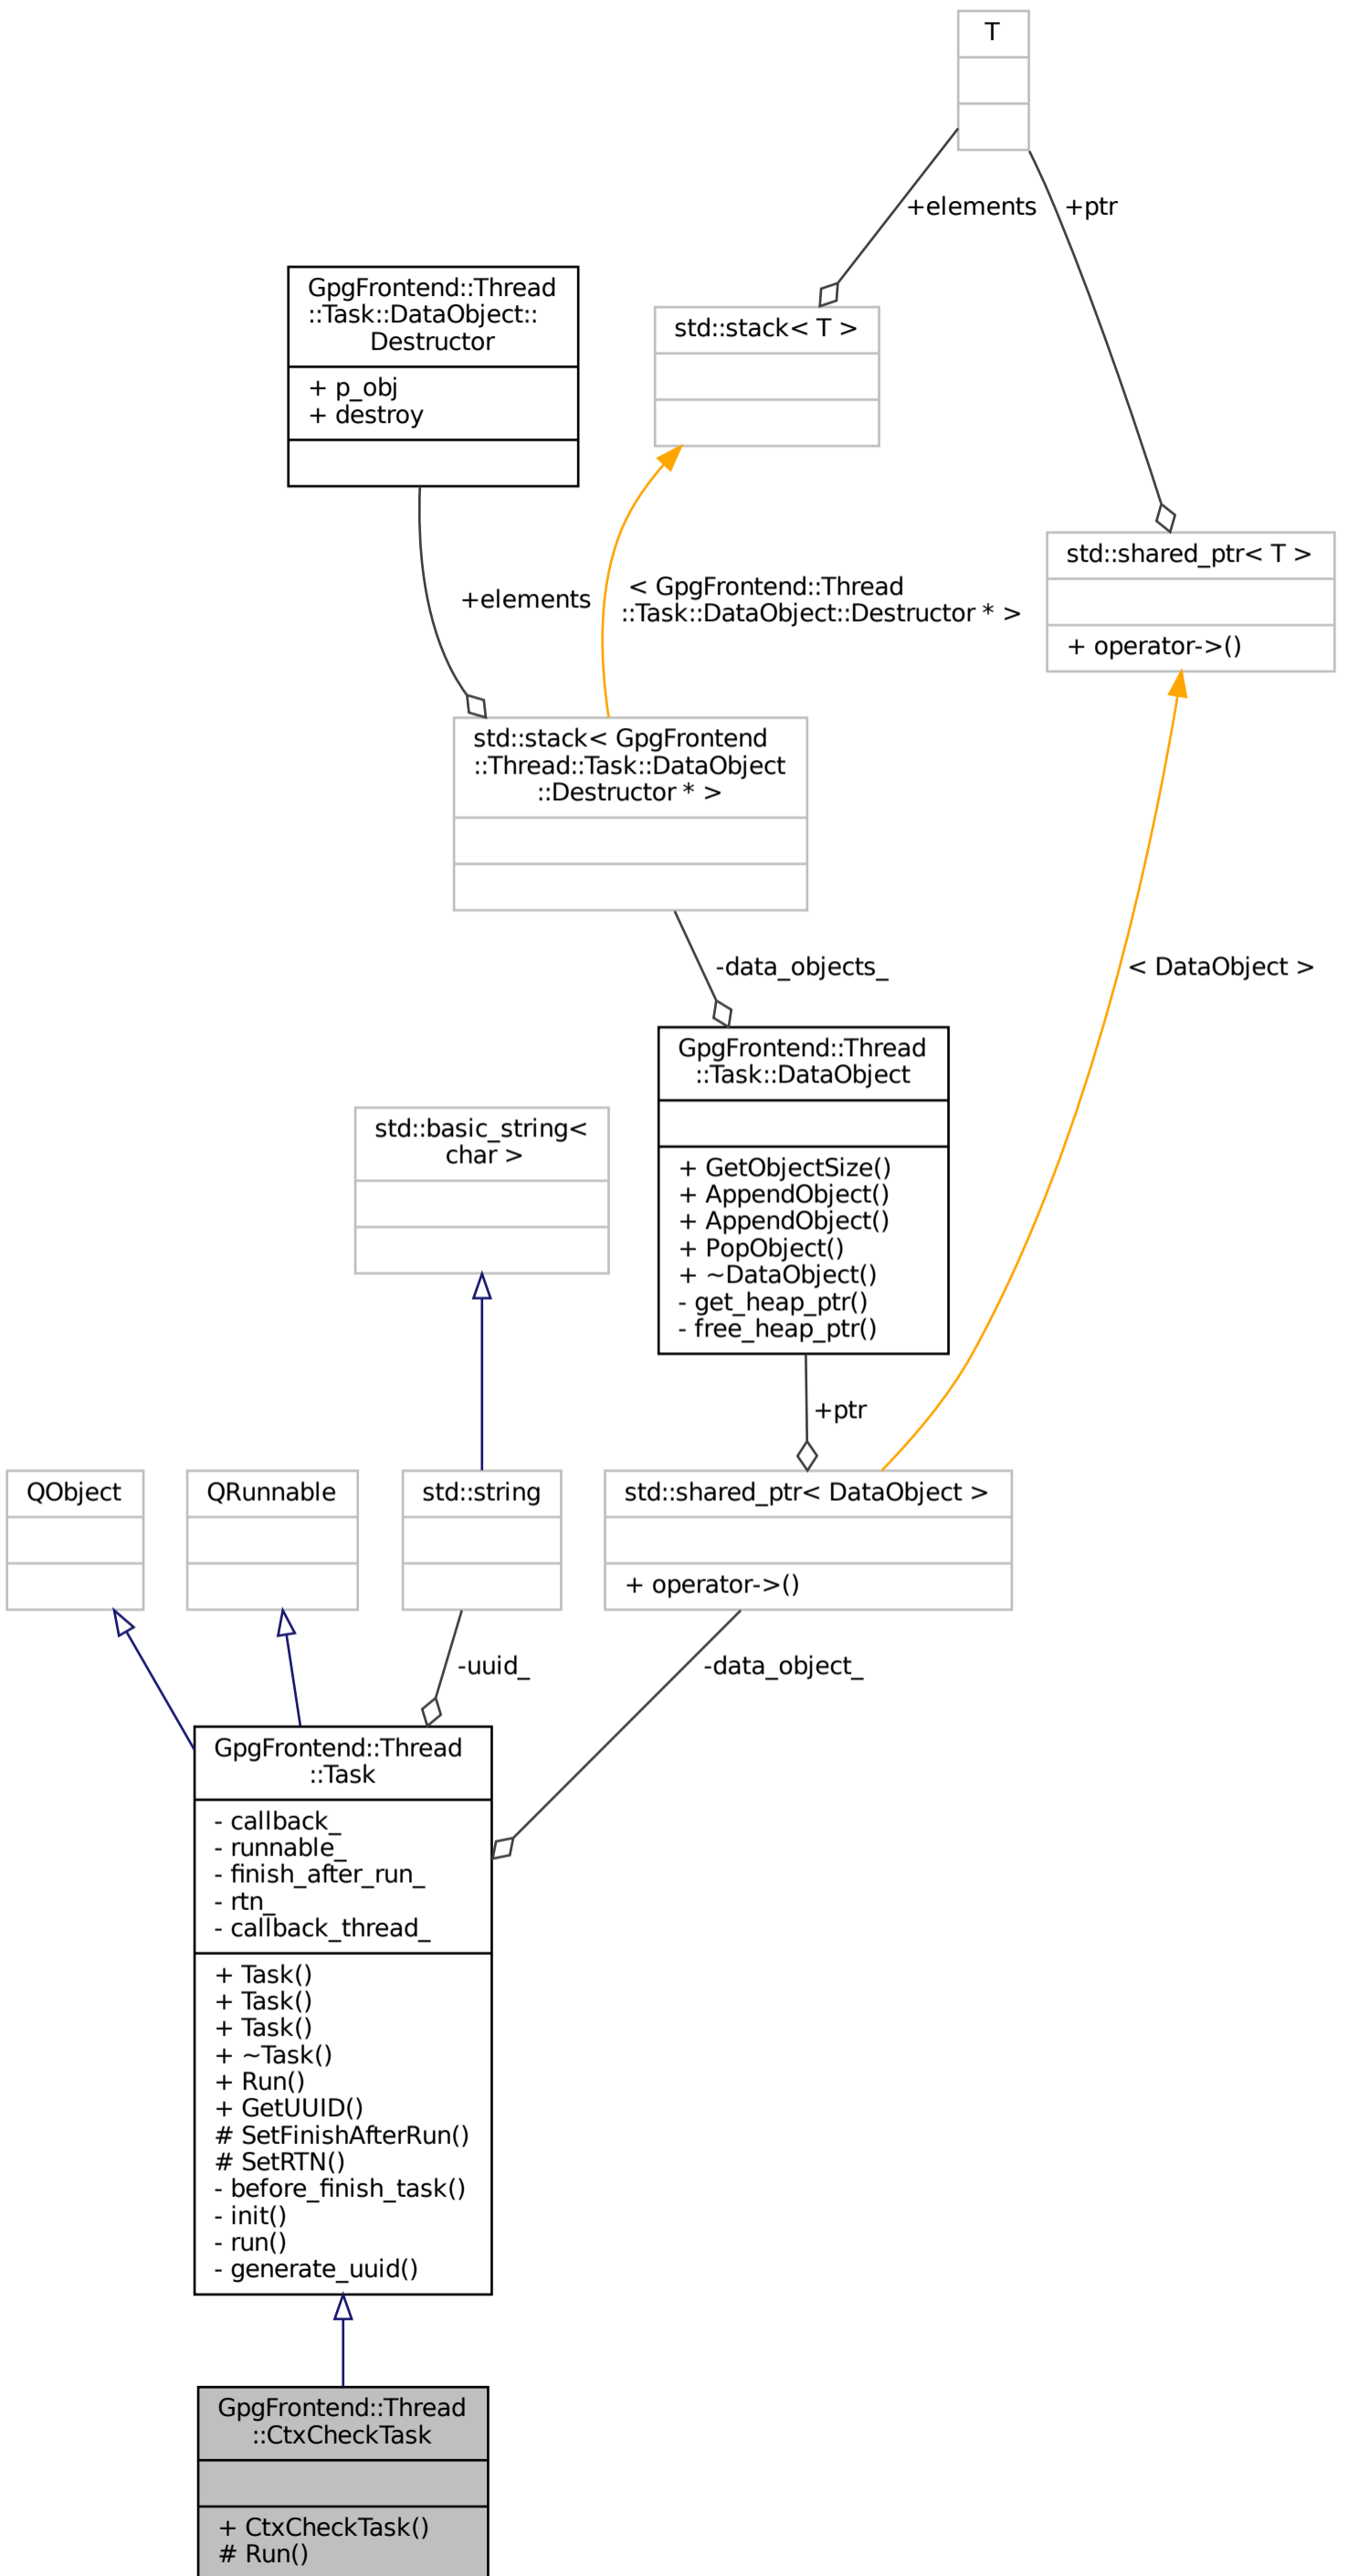 T
+elements
+ptr
GpgFrontend::Thread
::Task::DataObject::
Destructor
+ p_obj
+ destroy
std::stack< T >
std::shared_ptr< T >
+ operator->()
+elements
< GpgFrontend::Thread
::Task::DataObject::Destructor * >
std::stack< GpgFrontend
::Thread::Task::DataObject
::Destructor * >
-data_objects_
< DataObject >
GpgFrontend::Thread
::Task::DataObject
+ GetObjectSize()
+ AppendObject()
+ AppendObject()
+ PopObject()
+ ~DataObject()
- get_heap_ptr()
- free_heap_ptr()
std::basic_string<
char >
+ptr
QObject
QRunnable
std::string
std::shared_ptr< DataObject >
+ operator->()
-uuid_
-data_object_
GpgFrontend::Thread
::Task
- callback_
- runnable_
- finish_after_run_
- rtn_
- callback_thread_
+ Task()
+ Task()
+ Task()
+ ~Task()
+ Run()
+ GetUUID()
# SetFinishAfterRun()
# SetRTN()
- before_finish_task()
- init()
- run()
- generate_uuid()
GpgFrontend::Thread
::CtxCheckTask
+ CtxCheckTask()
# Run()